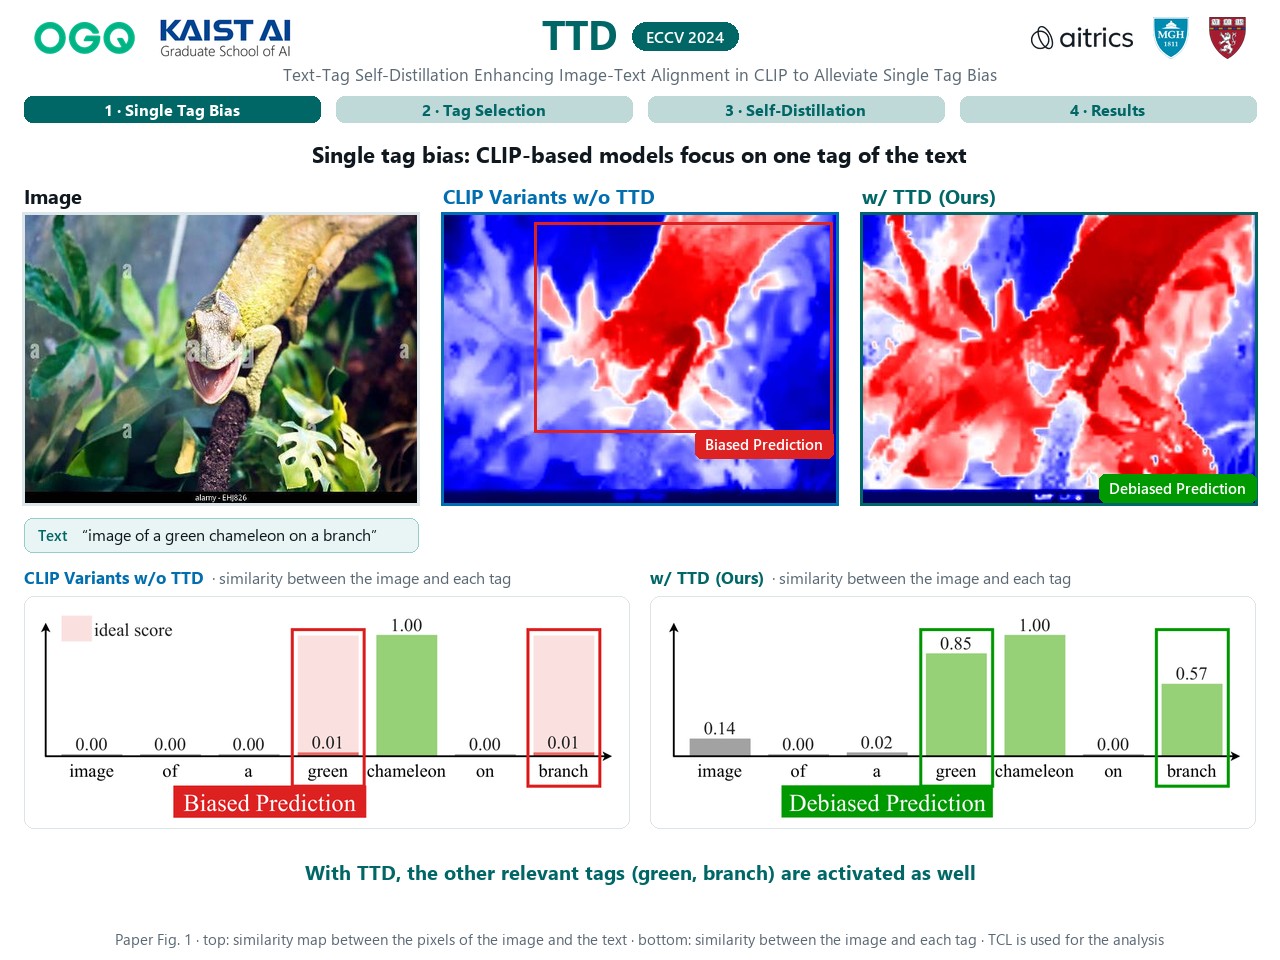 OGQ
KAIST AI
Graduate School of AI
TTD
ECCV 2024
aitrics
MGH
1811
Text-Tag Self-Distillation Enhancing Image-Text Alignment in CLIP to Alleviate Single Tag Bias
1 · Single Tag Bias
2 · Tag Selection
3 · Self-Distillation
4 · Results
Single tag bias: CLIP-based models focus on one tag of the text
Image
CLIP Variants w/o TTD
w/ TTD (Ours)
a
a
a
alamy
a
a
alamy - EHJ826
Biased Prediction
Debiased Prediction
Text “image of a green chameleon on a branch”
CLIP Variants w/o TTD · similarity between the image and each tag
ideal score
1.00
0.00 0.00 0.00 0.01 0.00 0.01
image of a green chameleon on branch
Biased Prediction
w/ TTD (Ours) · similarity between the image and each tag
1.00
0.85
0.57
0.14 0.00 0.02 0.00
image of a green chameleon on branch
Debiased Prediction
With TTD, the other relevant tags (green, branch) are activated as well
Paper Fig. 1 · top: similarity map between the pixels of the image and the text · bottom: similarity between the image and each tag · TCL is used for the analysis